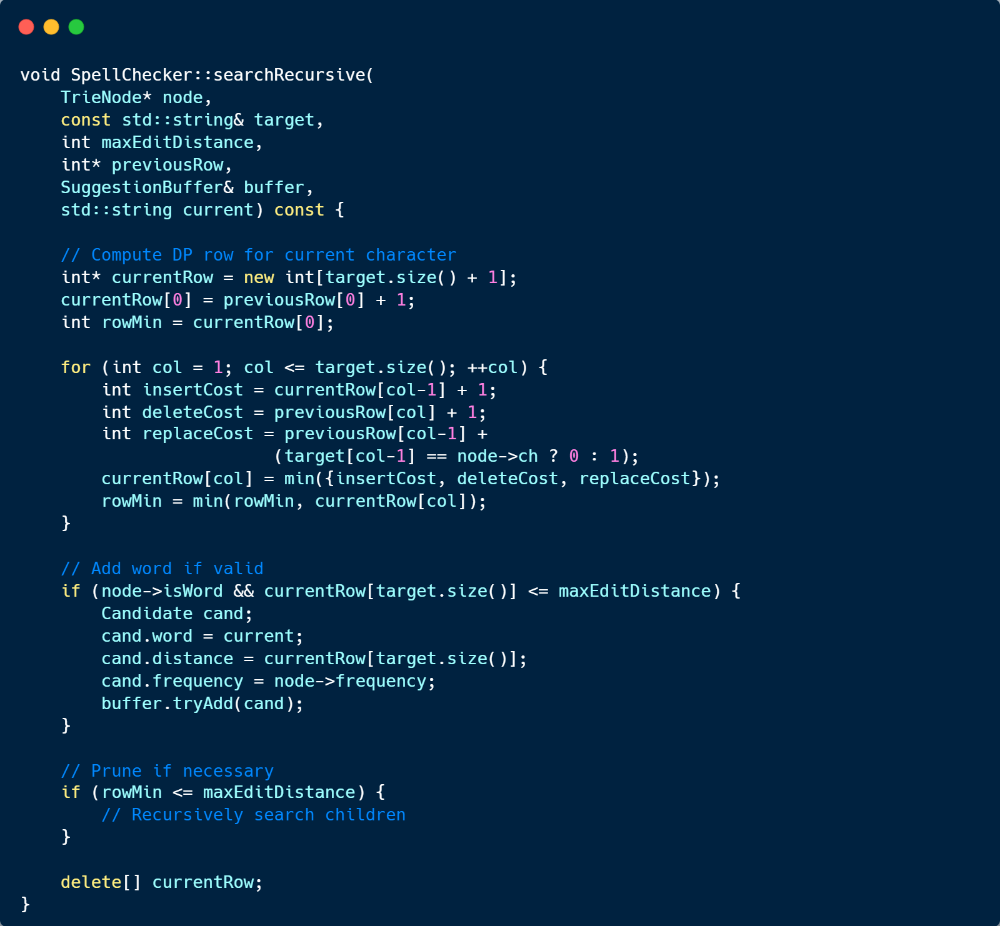 void SpellChecker::searchRecursive(
    TrieNode* node,
    const std::string& target,
    int maxEditDistance,
    int* previousRow,
    SuggestionBuffer& buffer,
    std::string current) const {

    // Compute DP row for current character
    int* currentRow = new int[target.size() + 1];
    currentRow[0] = previousRow[0] + 1;
    int rowMin = currentRow[0];

    for (int col = 1; col <= target.size(); ++col) {
        int insertCost = currentRow[col-1] + 1;
        int deleteCost = previousRow[col] + 1;
        int replaceCost = previousRow[col-1] +
                         (target[col-1] == node->ch ? 0 : 1);
        currentRow[col] = min({insertCost, deleteCost, replaceCost});
        rowMin = min(rowMin, currentRow[col]);
    }

    // Add word if valid
    if (node->isWord && currentRow[target.size()] <= maxEditDistance) {
        Candidate cand;
        cand.word = current;
        cand.distance = currentRow[target.size()];
        cand.frequency = node->frequency;
        buffer.tryAdd(cand);
    }

    // Prune if necessary
    if (rowMin <= maxEditDistance) {
        // Recursively search children
    }

    delete[] currentRow;
}